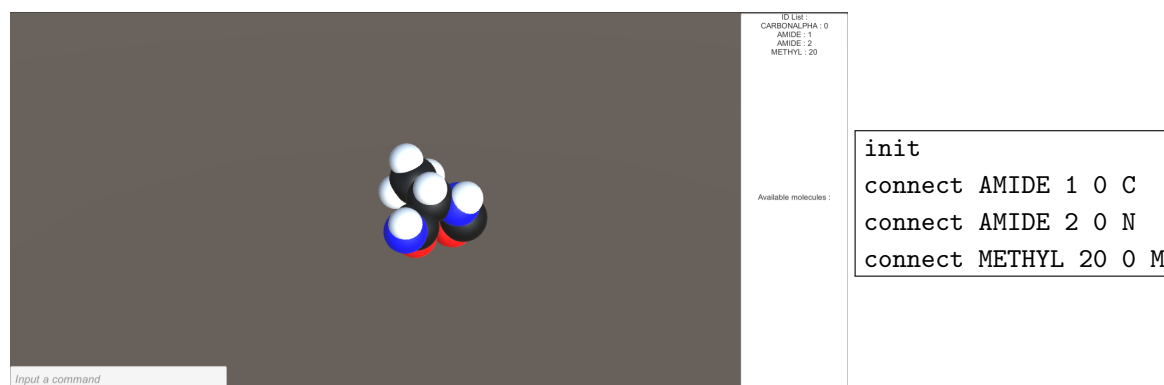 ID List :
CARBONALPHA : 0
AMIDE : 1
AMIDE : 2
METHYL : 20
Available molecules :
Input a command
init
connect AMIDE 1 0 C
connect AMIDE 2 0 N
connect METHYL 20 0 M